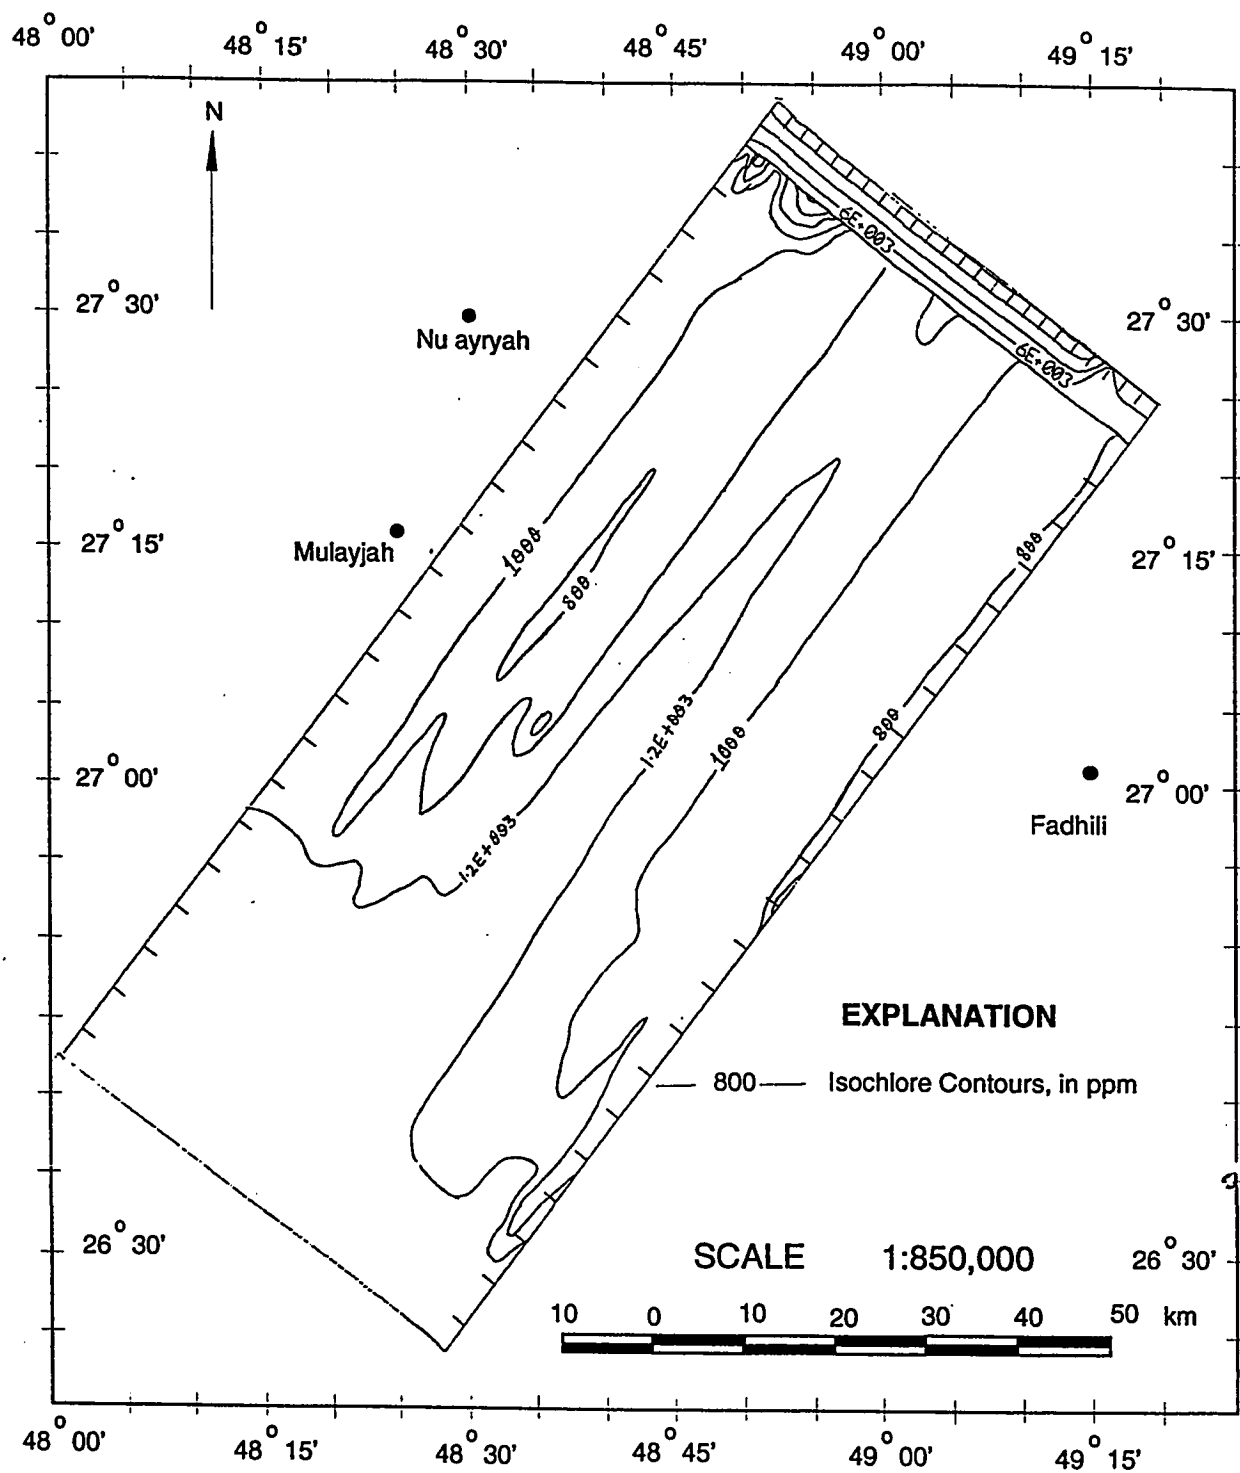 48° 00' 48° 15' 48° 30' 48° 45' 49° 00' 49° 15'
N
6E+003
27° 30' 27° 30'
Nu ayryah
6E+003
27° 15' 1000 800 27° 15'
Mulayjah
800
1.2E+003 1000 800
27° 00' 27° 00'
Fadhili
1.2E+003
EXPLANATION
800 Isochlore Contours, in ppm
26° 30' SCALE 1:850,000 26° 30'
10 0 10 20 30 40 50 km
48° 00' 48° 15' 48° 30' 48° 45' 49° 00' 49° 15'